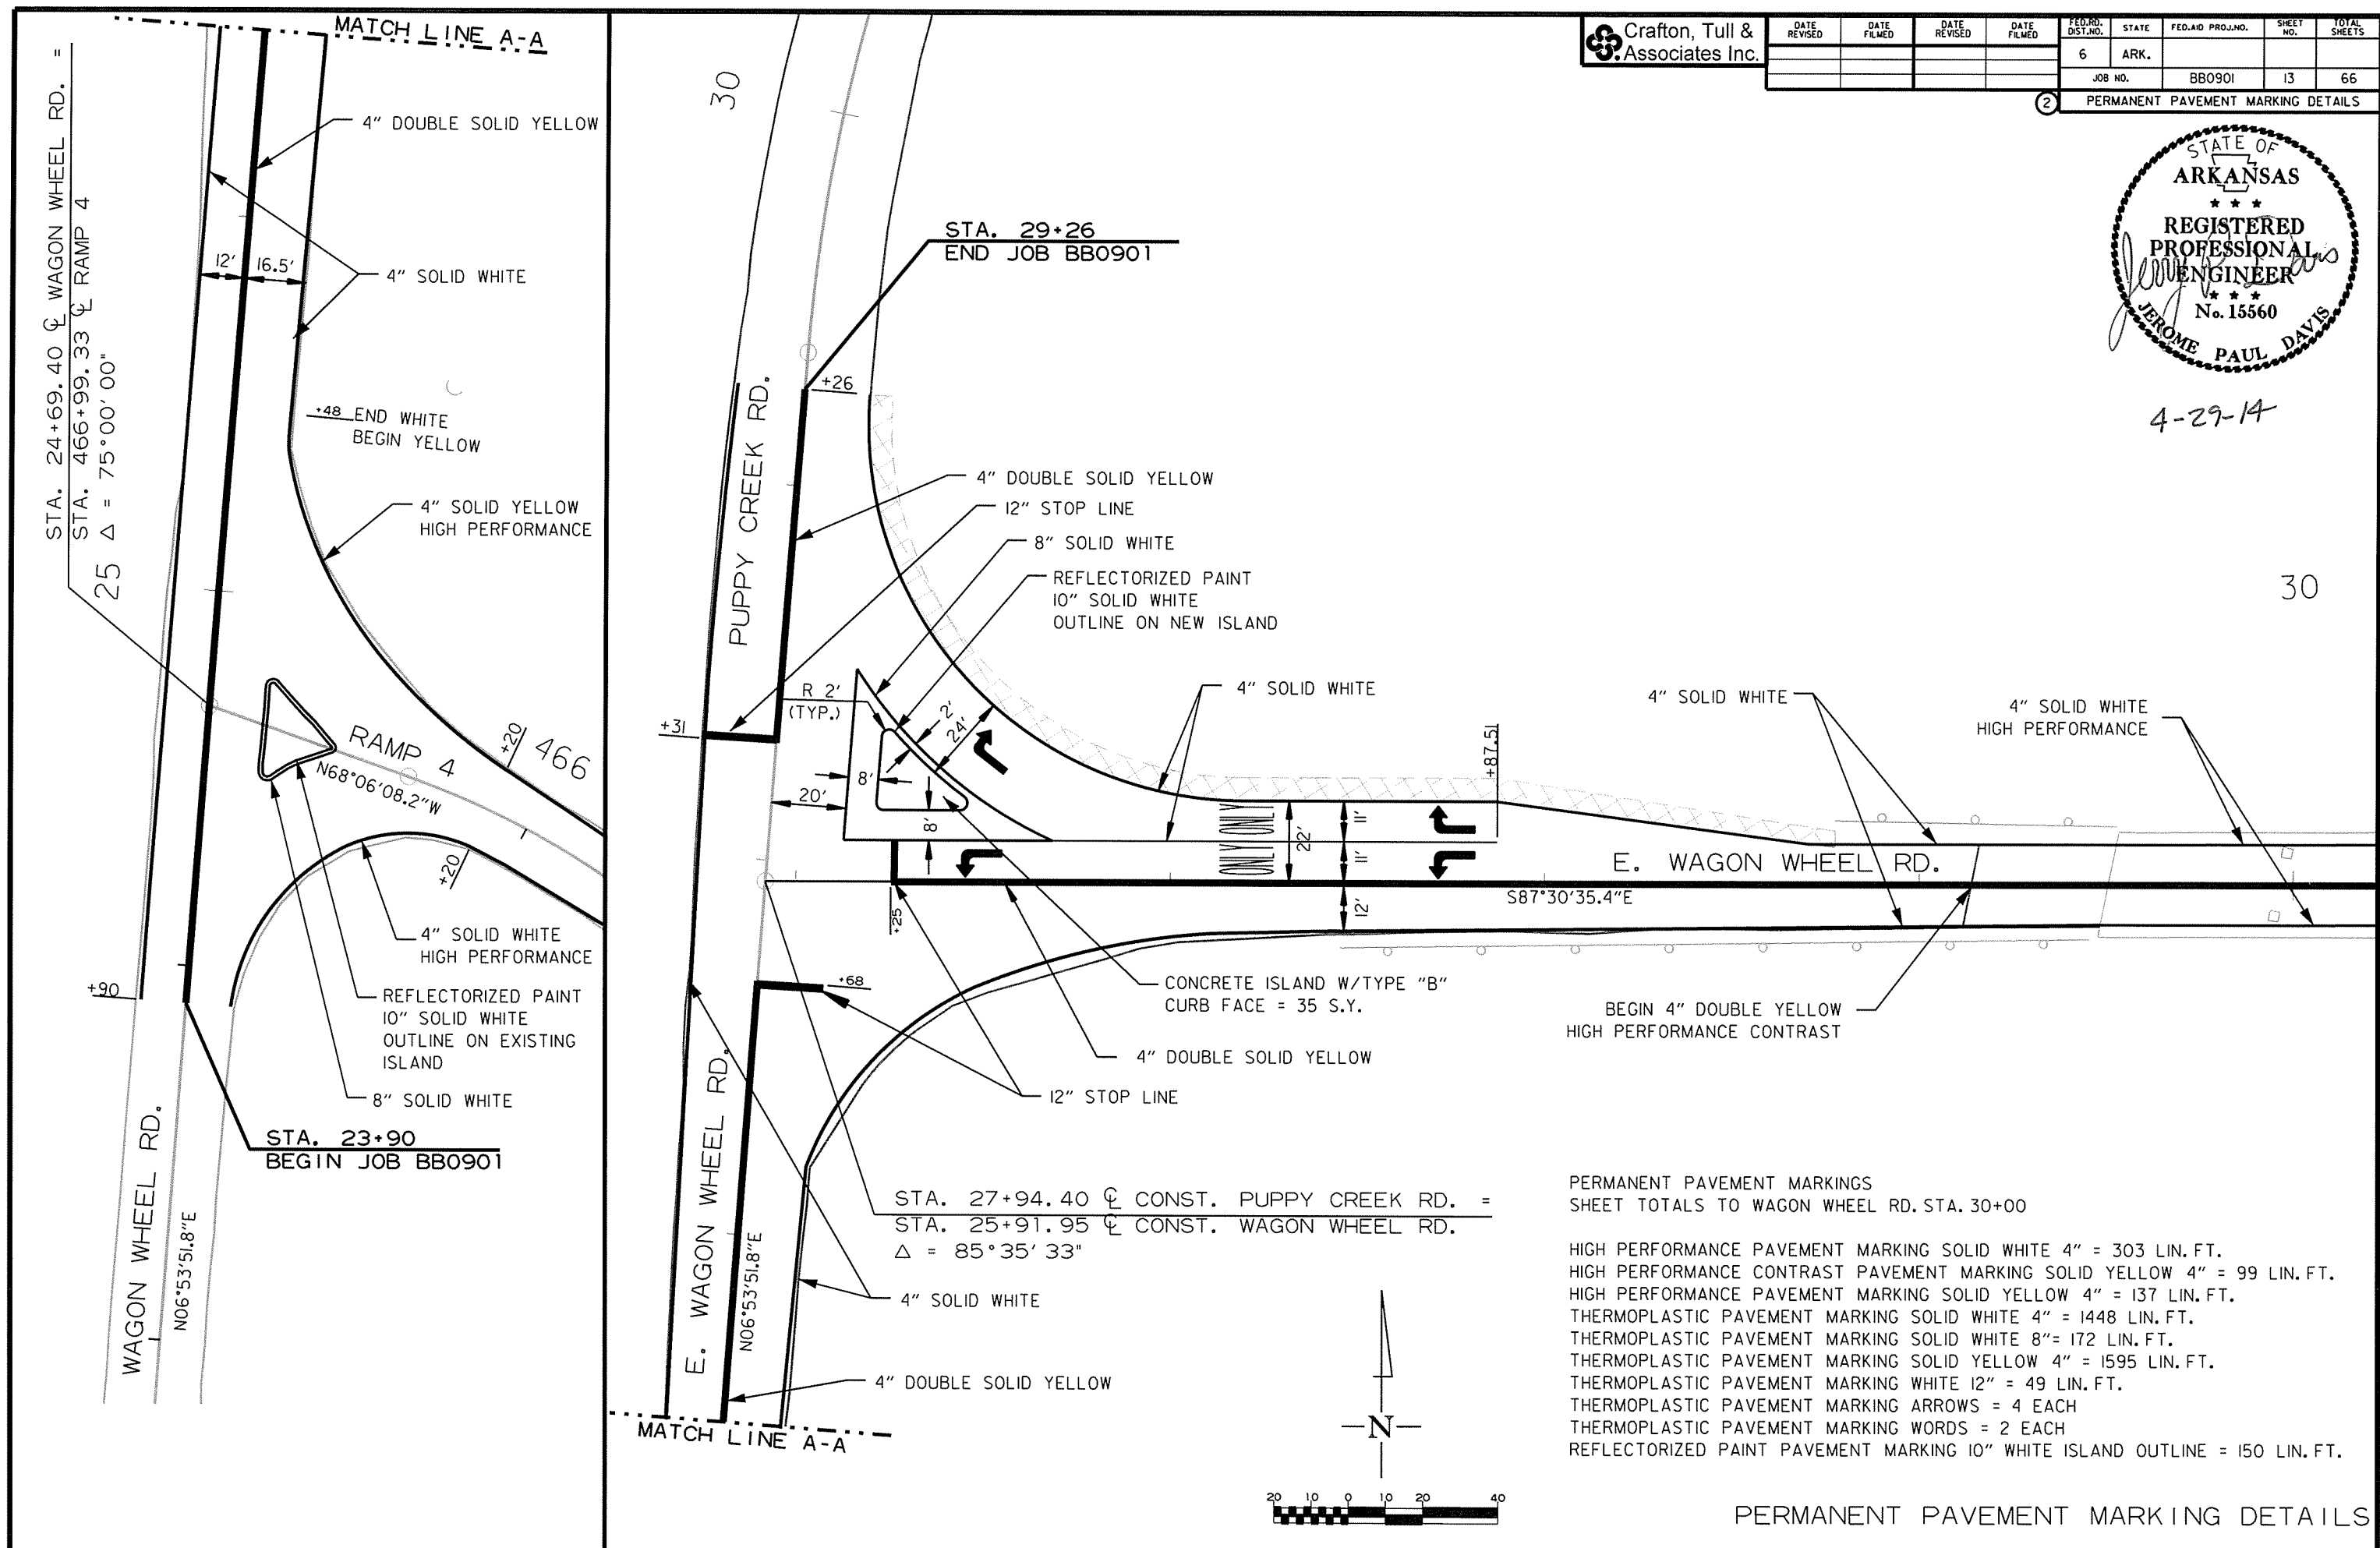 MATCH LINE A-A
STA. 24+69.40 ℄ WAGON WHEEL RD. =
STA. 466+99.33 ℄ RAMP 4
Δ = 75°00'00"
25
4" DOUBLE SOLID YELLOW
12'
16.5'
4" SOLID WHITE
+48 END WHITE
BEGIN YELLOW
4" SOLID YELLOW
HIGH PERFORMANCE
RAMP 4
N68°06'08.2"W
+20
466
+20
4" SOLID WHITE
HIGH PERFORMANCE
+90
REFLECTORIZED PAINT
10" SOLID WHITE
OUTLINE ON EXISTING
ISLAND
8" SOLID WHITE
STA. 23+90
BEGIN JOB BB0901
WAGON WHEEL RD.
N06°53'51.8"E
30
STA. 29+26
END JOB BB0901
+26
PUPPY CREEK RD.
4" DOUBLE SOLID YELLOW
12" STOP LINE
8" SOLID WHITE
REFLECTORIZED PAINT
10" SOLID WHITE
OUTLINE ON NEW ISLAND
R 2'
(TYP.)
+31
2'
24'
8'
20'
8'
4" SOLID WHITE
+87.51
ONLY
ONLY
22'
11'
11'
12'
4" SOLID WHITE
4" SOLID WHITE
HIGH PERFORMANCE
30
E. WAGON WHEEL RD.
S87°30'35.4"E
+25
+68
CONCRETE ISLAND W/TYPE "B"
CURB FACE = 35 S.Y.
4" DOUBLE SOLID YELLOW
12" STOP LINE
BEGIN 4" DOUBLE YELLOW
HIGH PERFORMANCE CONTRAST
STA. 27+94.40 ℄ CONST. PUPPY CREEK RD. =
STA. 25+91.95 ℄ CONST. WAGON WHEEL RD.
Δ = 85°35'33"
E. WAGON WHEEL RD.
N06°53'51.8"E
4" SOLID WHITE
4" DOUBLE SOLID YELLOW
MATCH LINE A-A
N
20 10 0 10 20 40
Crafton, Tull &
Associates Inc.
DATE REVISED
DATE FILMED
DATE REVISED
DATE FILMED
FED.RD. DIST.NO.
STATE
FED.AID PROJ.NO.
SHEET NO.
TOTAL SHEETS
6 ARK.
JOB NO. BB0901 13 66
2 PERMANENT PAVEMENT MARKING DETAILS
STATE OF
ARKANSAS
★ ★ ★
REGISTERED
PROFESSIONAL
ENGINEER
★ ★ ★
No. 15560
JEROME PAUL DAVIS
4-29-14
PERMANENT PAVEMENT MARKINGS
SHEET TOTALS TO WAGON WHEEL RD. STA. 30+00
HIGH PERFORMANCE PAVEMENT MARKING SOLID WHITE 4" = 303 LIN. FT.
HIGH PERFORMANCE CONTRAST PAVEMENT MARKING SOLID YELLOW 4" = 99 LIN. FT.
HIGH PERFORMANCE PAVEMENT MARKING SOLID YELLOW 4" = 137 LIN. FT.
THERMOPLASTIC PAVEMENT MARKING SOLID WHITE 4" = 1448 LIN. FT.
THERMOPLASTIC PAVEMENT MARKING SOLID WHITE 8"= 172 LIN. FT.
THERMOPLASTIC PAVEMENT MARKING SOLID YELLOW 4" = 1595 LIN. FT.
THERMOPLASTIC PAVEMENT MARKING WHITE 12" = 49 LIN. FT.
THERMOPLASTIC PAVEMENT MARKING ARROWS = 4 EACH
THERMOPLASTIC PAVEMENT MARKING WORDS = 2 EACH
REFLECTORIZED PAINT PAVEMENT MARKING 10" WHITE ISLAND OUTLINE = 150 LIN. FT.
PERMANENT PAVEMENT MARKING DETAILS